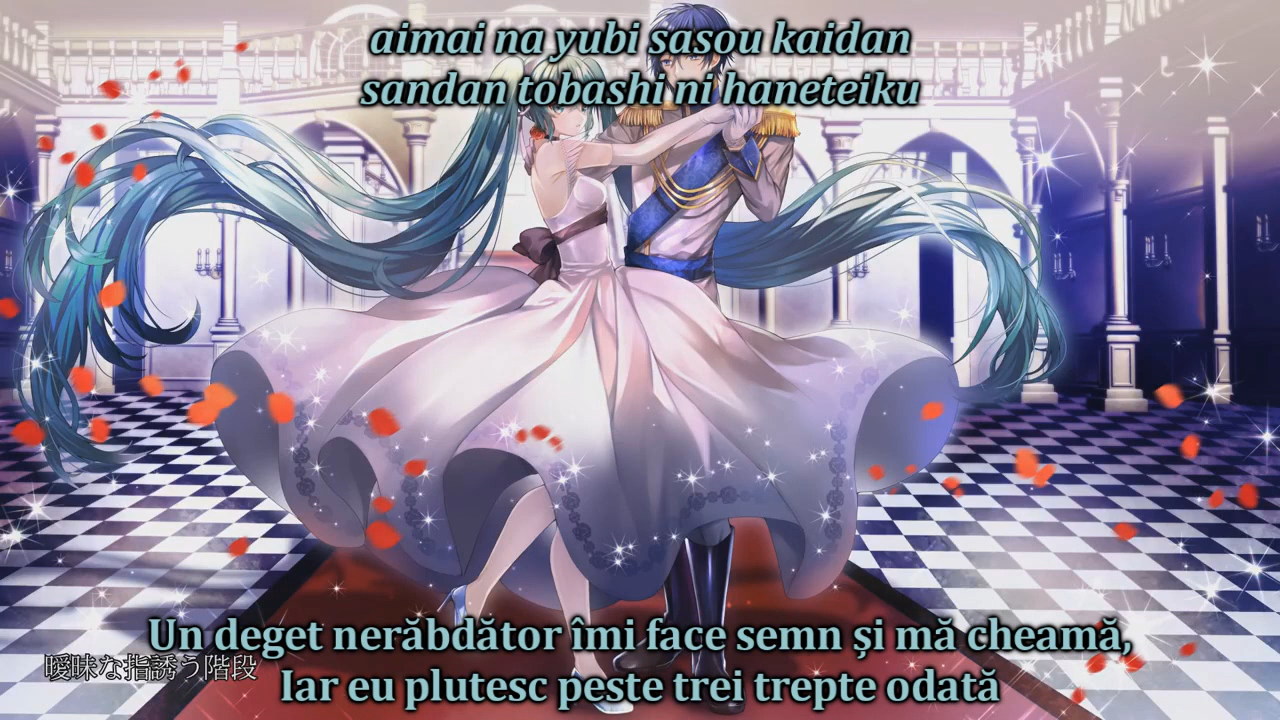 aimai na yubi sasou kaidan
sandan tobashi ni haneteiku
Un deget nerăbdător îmi face semn și mă cheamă,
曖昧な指誘う階段
Iar eu plutesc peste trei trepte odată